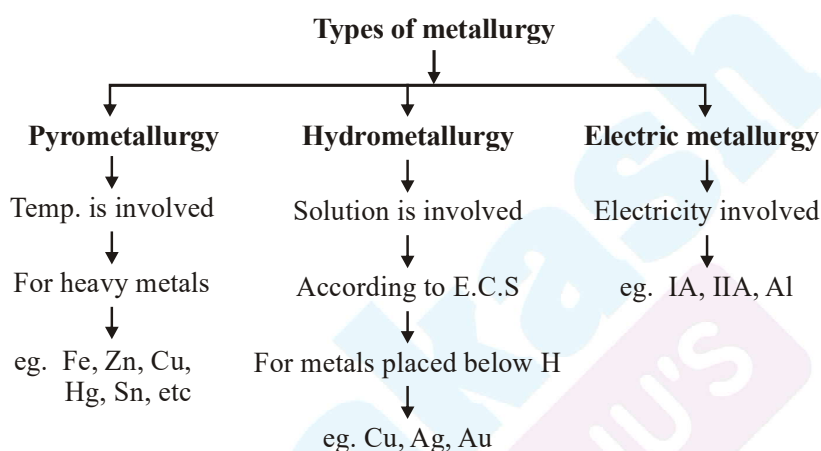 Types of metallurgy
Pyrometallurgy
Temp. is involved
For heavy metals
eg. Fe, Zn, Cu,
Hg, Sn, etc
Hydrometallurgy
Solution is involved
According to E.C.S
For metals placed below H
eg. Cu, Ag, Au
Electric metallurgy
Electricity involved
eg. IA, IIA, Al